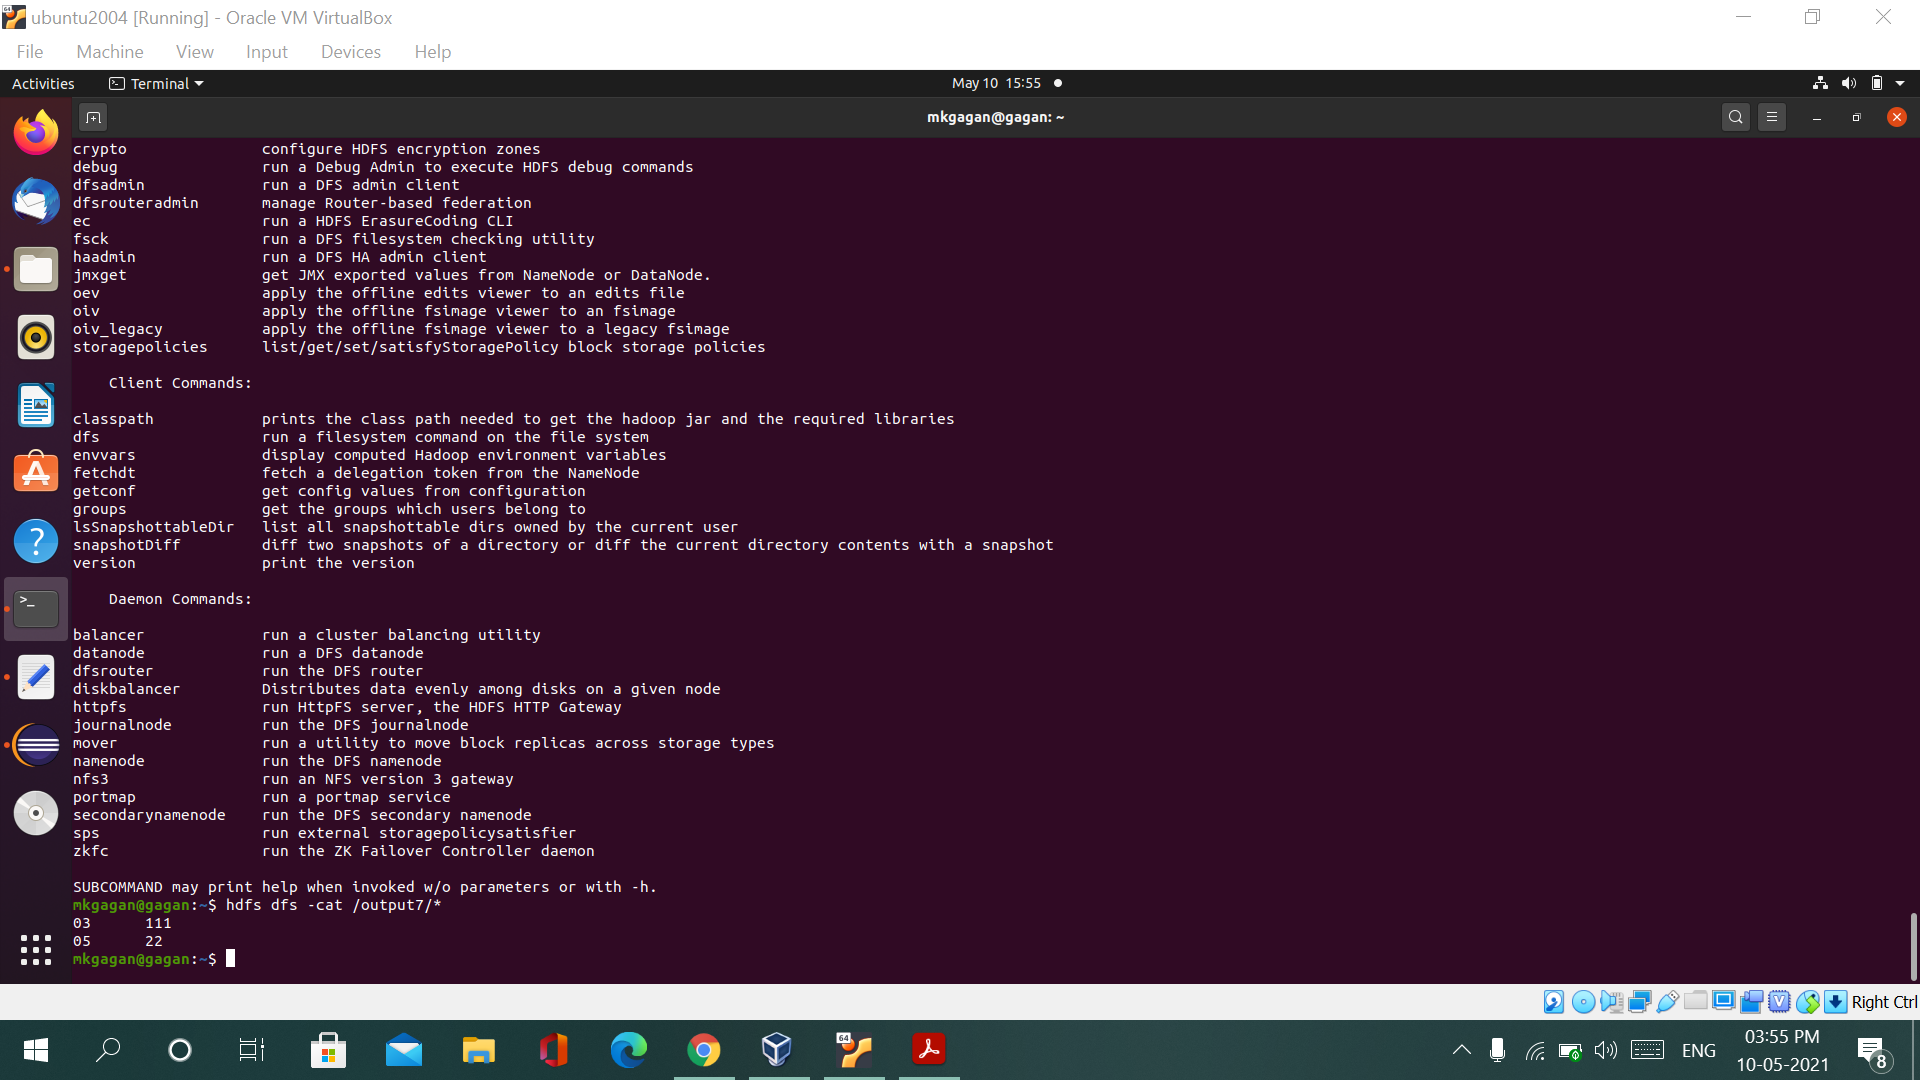 ubuntu2004 [Running] - Oracle VM VirtualBox
File Machine View Input Devices Help
Activities Terminal May 10 15:55
mkgagan@gagan: ~
crypto configure HDFS encryption zones
debug run a Debug Admin to execute HDFS debug commands
dfsadmin run a DFS admin client
dfsrouteradmin manage Router-based federation
ec run a HDFS ErasureCoding CLI
fsck run a DFS filesystem checking utility
haadmin run a DFS HA admin client
jmxget get JMX exported values from NameNode or DataNode.
oev apply the offline edits viewer to an edits file
oiv apply the offline fsimage viewer to an fsimage
oiv_legacy apply the offline fsimage viewer to a legacy fsimage
storagepolicies list/get/set/satisfyStoragePolicy block storage policies
Client Commands:
classpath prints the class path needed to get the hadoop jar and the required libraries
dfs run a filesystem command on the file system
envvars display computed Hadoop environment variables
fetchdt fetch a delegation token from the NameNode
getconf get config values from configuration
groups get the groups which users belong to
lsSnapshottableDir list all snapshottable dirs owned by the current user
snapshotDiff diff two snapshots of a directory or diff the current directory contents with a snapshot
version print the version
Daemon Commands:
balancer run a cluster balancing utility
datanode run a DFS datanode
dfsrouter run the DFS router
diskbalancer Distributes data evenly among disks on a given node
httpfs run HttpFS server, the HDFS HTTP Gateway
journalnode run the DFS journalnode
mover run a utility to move block replicas across storage types
namenode run the DFS namenode
nfs3 run an NFS version 3 gateway
portmap run a portmap service
secondarynamenode run the DFS secondary namenode
sps run external storagepolicysatisfier
zkfc run the ZK Failover Controller daemon
SUBCOMMAND may print help when invoked w/o parameters or with -h.
mkgagan@gagan:~$ hdfs dfs -cat /output7/*
03 111
05 22
mkgagan@gagan:~$
Right Ctrl
64
ENG
03:55 PM
10-05-2021
8